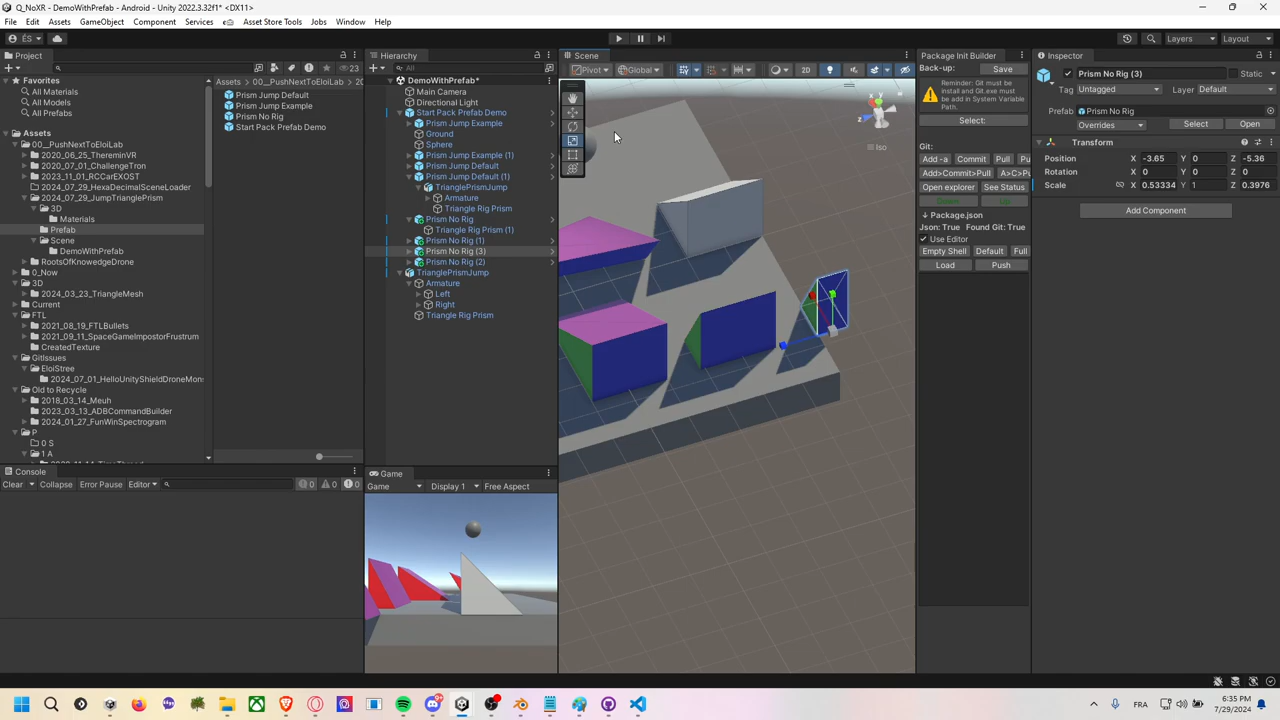 Q_NoXR - DemoWithPrefab - Android - Unity 2022.3.32f1* <DX11>
File Edit Assets GameObject Component Services Asset Store Tools Jobs Window Help
ÉS
Layers Layout
Project
23
Favorites
All Materials
All Models
All Prefabs
Assets
00__PushNextToEloiLab
2020_06_25_ThereminVR
2020_07_01_ChallengeTron
2023_11_01_RCCarEXOST
2024_07_29_HexaDecimalSceneLoader
2024_07_29_JumpTrianglePrism
3D
Materials
Prefab
Scene
DemoWithPrefab
RootsOfKnowedgeDrone
0_Now
3D
2024_03_23_TriangleMesh
Current
FTL
2021_08_19_FTLBullets
2021_09_11_SpaceGameImpostorFrustrum
CreatedTexture
GitIssues
EloiStree
2024_07_01_HelloUnityShieldDroneMons
Old to Recycle
2018_03_14_Meuh
2023_03_13_ADBCommandBuilder
2024_01_27_FunWinSpectrogram
P
0 S
1 A
Assets > 00__PushNextToEloiLab > 2024_
Prism Jump Default
Prism Jump Example
Prism No Rig
Start Pack Prefab Demo
Console
Clear Collapse Error Pause Editor
0 0 0
Hierarchy
All
DemoWithPrefab*
Main Camera
Directional Light
Start Pack Prefab Demo
Prism Jump Example
Ground
Sphere
Prism Jump Example (1)
Prism Jump Default
Prism Jump Default (1)
TrianglePrismJump
Armature
Triangle Rig Prism
Prism No Rig
Triangle Rig Prism (1)
Prism No Rig (1)
Prism No Rig (3)
Prism No Rig (2)
TrianglePrismJump
Armature
Left
Right
Triangle Rig Prism
Game
Game Display 1 Free Aspect
Scene
Pivot Global 2D
y
x
z
Iso
Package Init Builder
Back-up: Save
Reminder: Git install and
Git.exe must
be add in System Variable
Path.
Select:
Git:
Add -a Commit Pull Pu
Add>Commit>Pull A>C>P
Open explorer See Status
Down Up
Package.json
Json: True Found Git: True
Use Editor
Empty Shell Default Full
Load Push
Inspector
Prism No Rig (3) Static
Tag Untagged Layer Default
Prefab Prism No Rig
Overrides Select Open
Transform
Position X -3.65 Y 0 Z -5.36
Rotation X 0 Y 0 Z 0
Scale X 0.53334 Y 1 Z 0.3976
Add Component
FRA
6:35 PM
7/29/2024